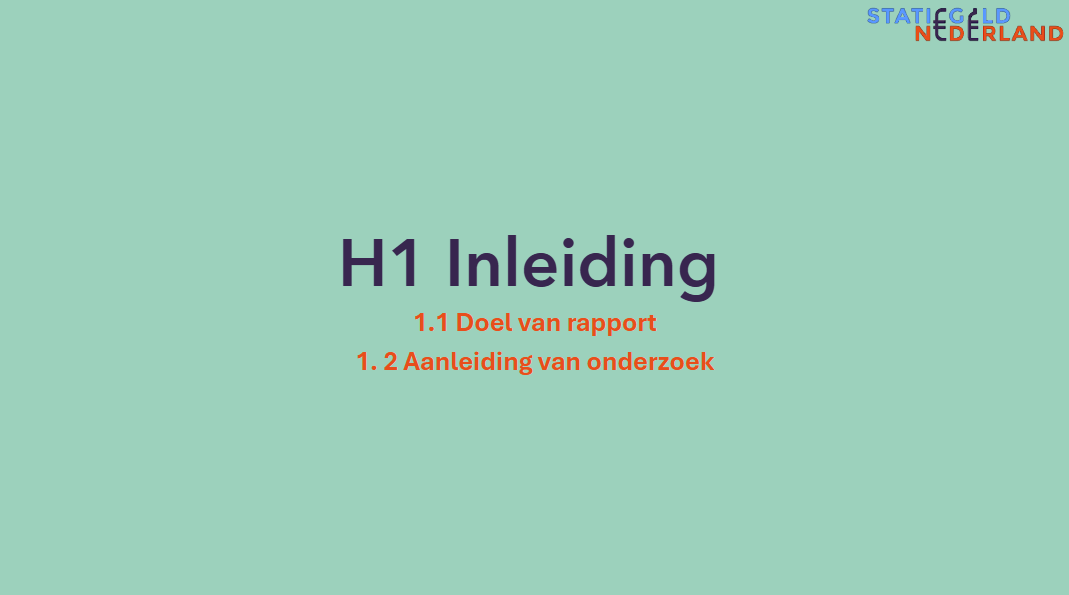 STATIEGELD
NEDERLAND
H1 Inleiding
1.1 Doel van rapport
1. 2 Aanleiding van onderzoek